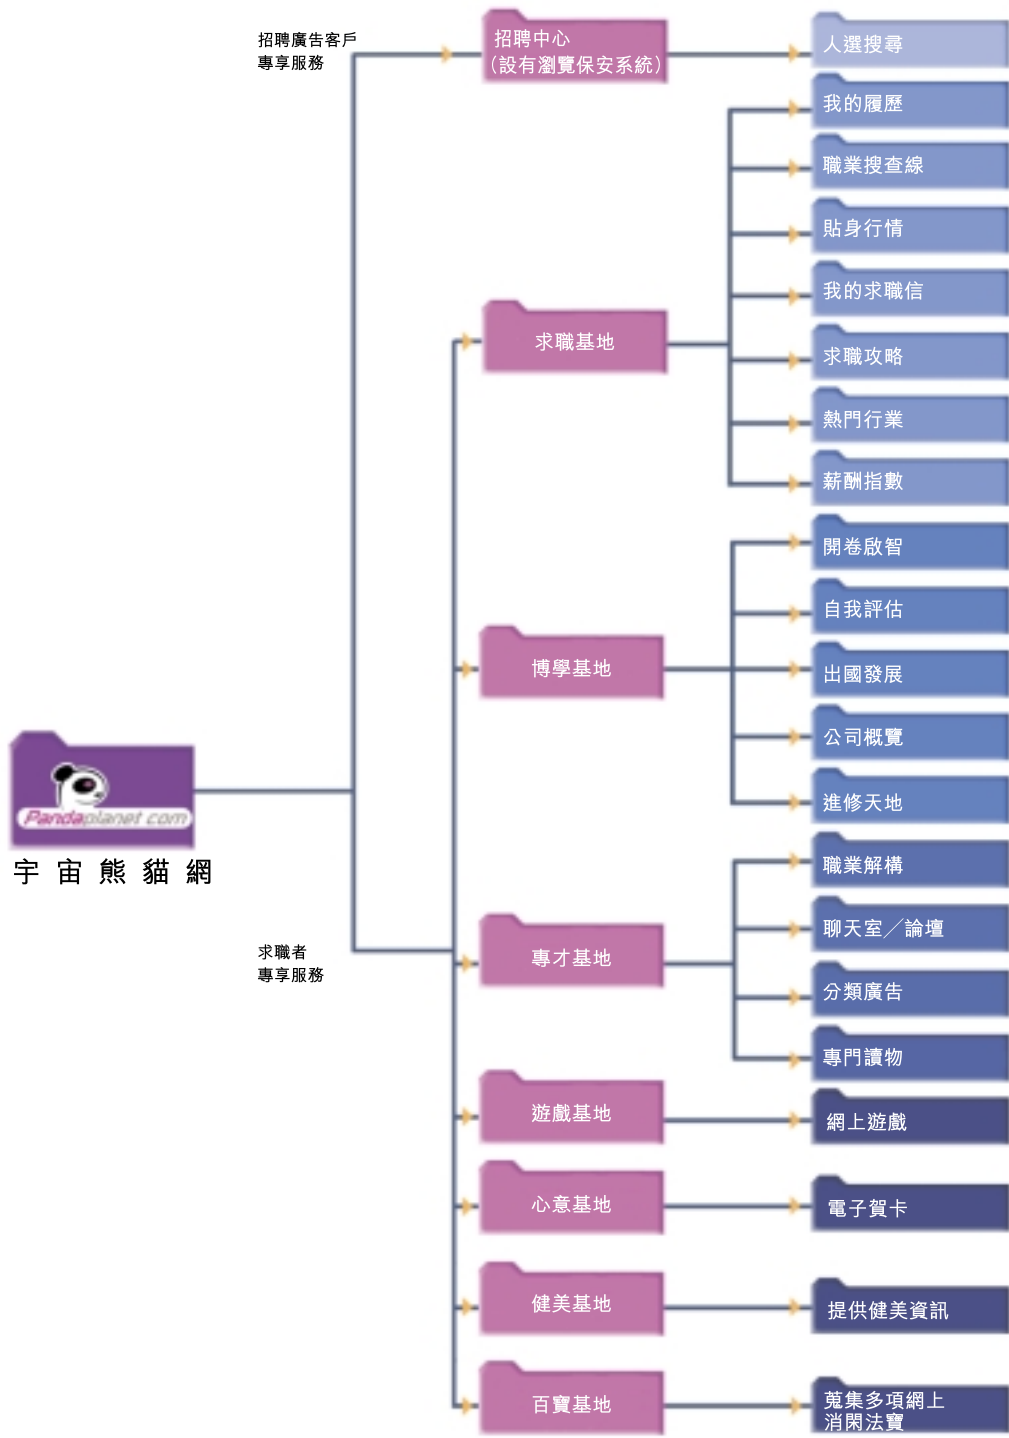 招聘廣告客戶
專享服務
招聘中心
（設有瀏覽保安系統）
人選搜尋
我的履歷
職業搜查線
貼身行情
我的求職信
求職基地
求職攻略
熱門行業
薪酬指數
開卷啟智
自我評估
博學基地
出國發展
公司概覽
進修天地
Pandaplanet.com
宇宙熊貓網
職業解構
聊天室／論壇
求職者
專享服務
專才基地
分類廣告
專門讀物
遊戲基地
網上遊戲
心意基地
電子賀卡
健美基地
提供健美資訊
百寶基地
蒐集多項網上
消閑法寶